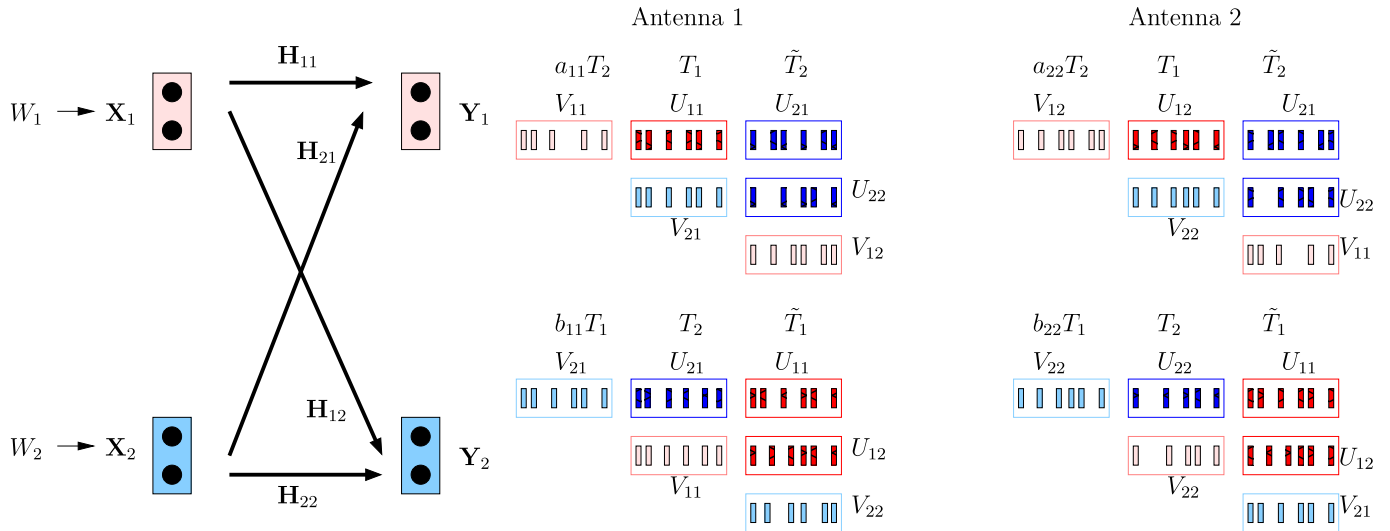 Antenna 1 Antenna 2
H₁₁ a₁₁T₂ T₁ T̃₂ a₂₂T₂ T₁ T̃₂
W₁ X₁ Y₁ V₁₁ U₁₁ U₂₁ V₁₂ U₁₂ U₂₁
H₂₁ U₂₂ U₂₂
V₂₁ V₂₂
V₁₂ V₁₁
b₁₁T₁ T₂ T̃₁ b₂₂T₁ T₂ T̃₁
V₂₁ U₂₁ U₁₁ V₂₂ U₂₂ U₁₁
H₁₂
W₂ X₂ Y₂ U₁₂ U₁₂
H₂₂ V₁₁ V₂₂
V₂₂ V₂₁